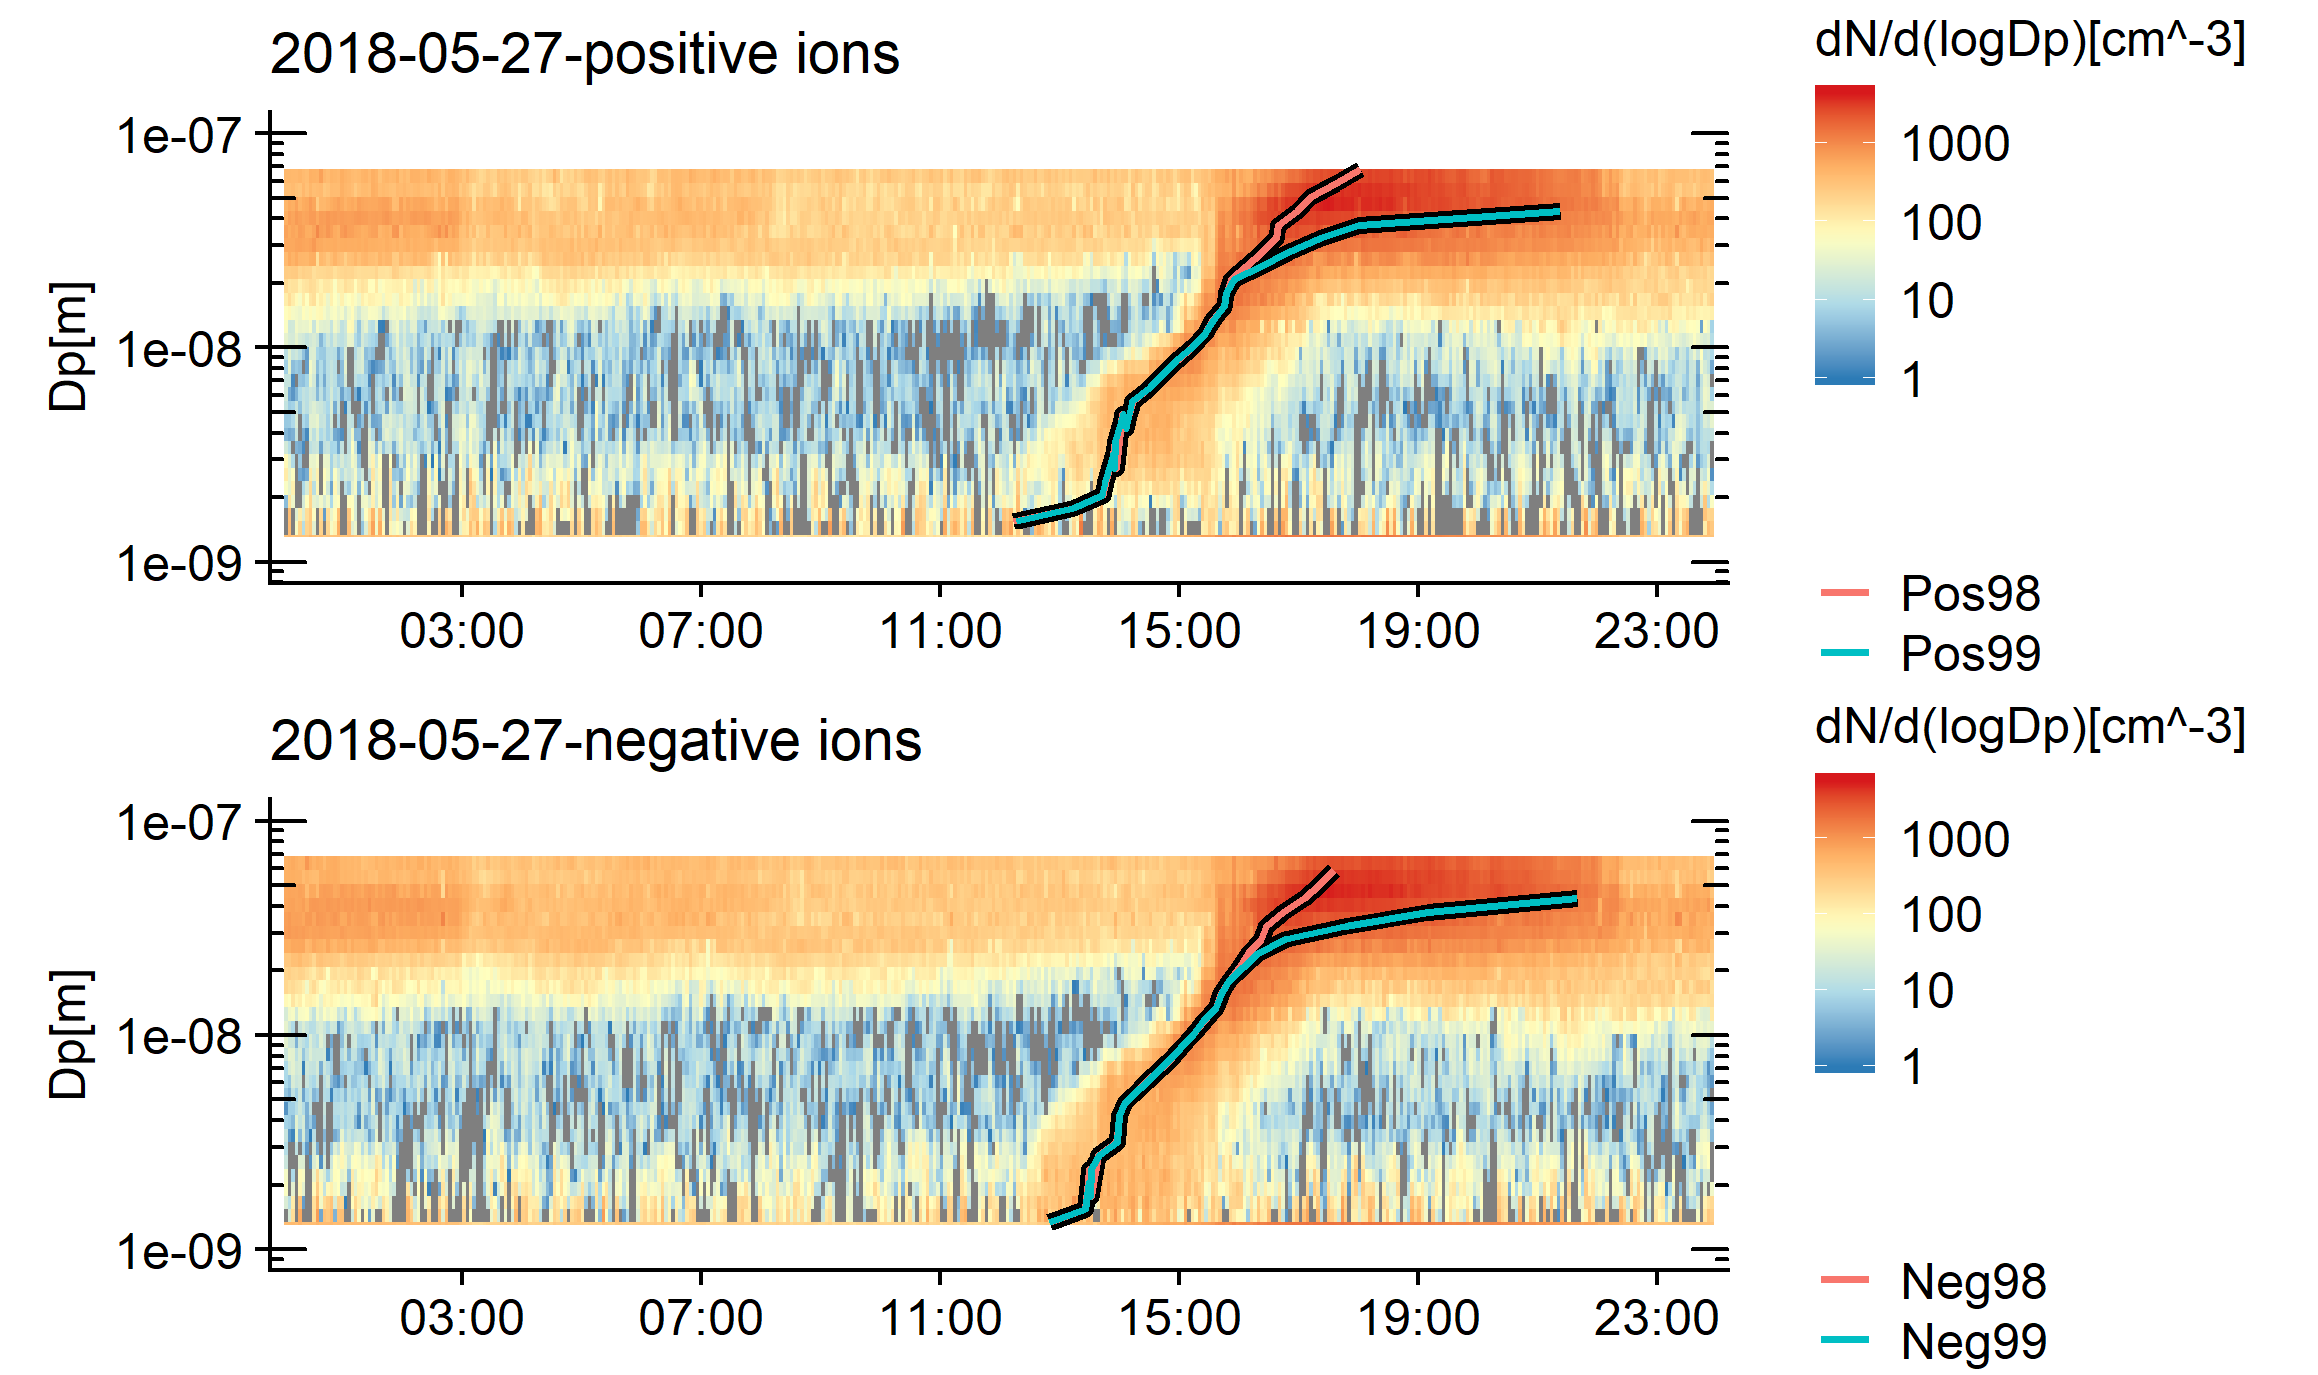 2018-05-27-positive ions
dN/d(logDp)[cm^-3]
1000
100
10
1
Pos98
Pos99
Dp[m]
1e-07
1e-08
1e-09
03:00 07:00 11:00 15:00 19:00 23:00
2018-05-27-negative ions
dN/d(logDp)[cm^-3]
1000
100
10
1
Neg98
Neg99
Dp[m]
1e-07
1e-08
1e-09
03:00 07:00 11:00 15:00 19:00 23:00